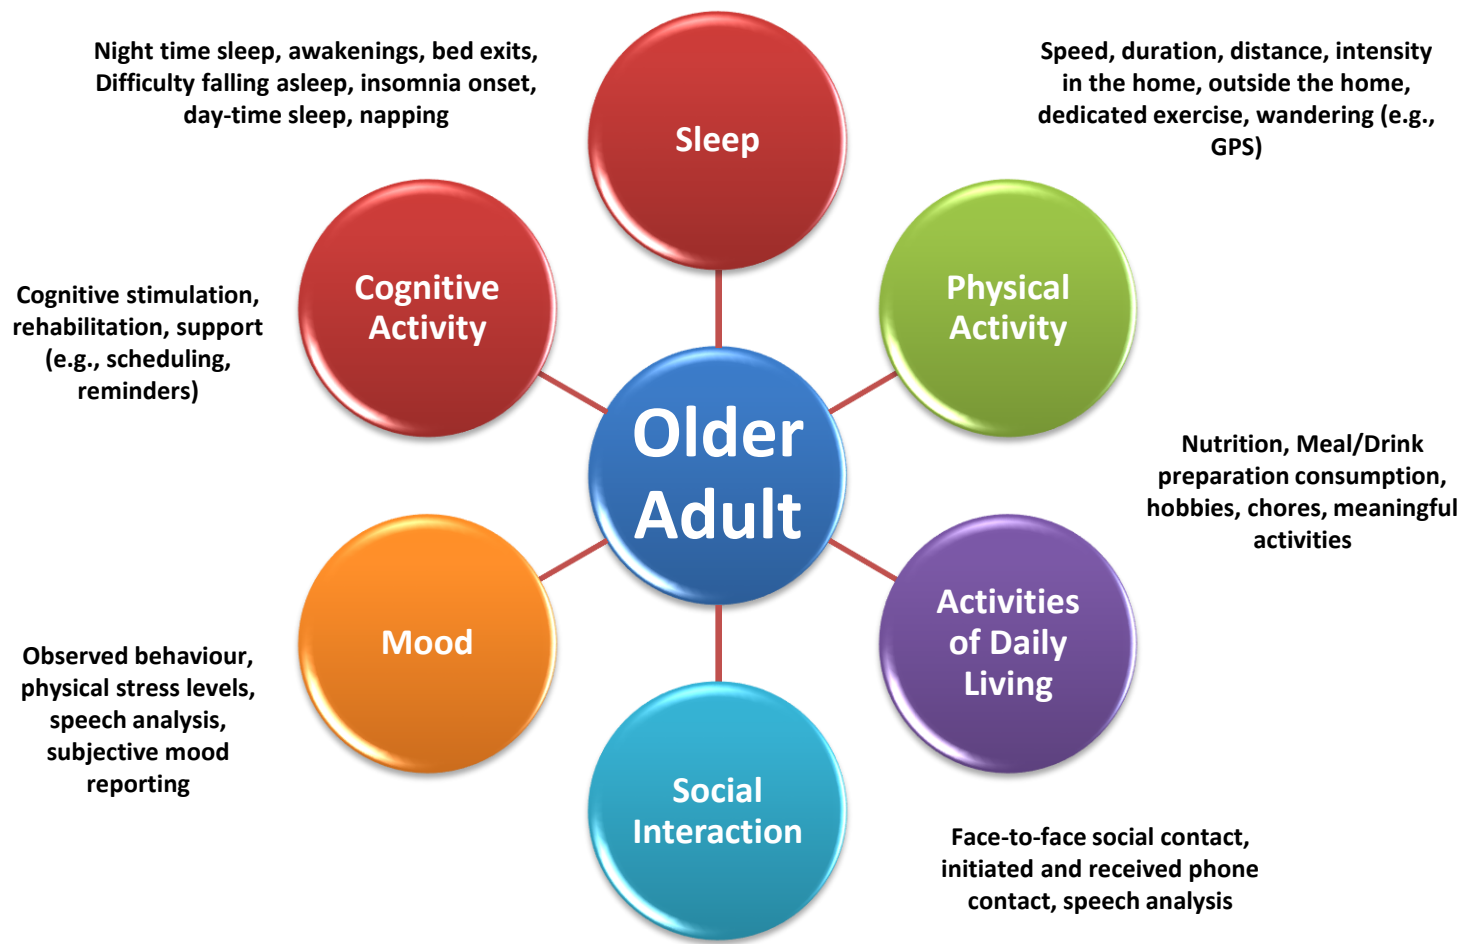 Night time sleep, awakenings, bed exits,
Difficulty falling asleep, insomnia onset,
day-time sleep, napping
Sleep
Speed, duration, distance, intensity
in the home, outside the home,
dedicated exercise, wandering (e.g.,
GPS)
Cognitive
Activity
Cognitive stimulation,
rehabilitation, support
(e.g., scheduling,
reminders)
Physical
Activity
Older
Adult
Nutrition, Meal/Drink
preparation consumption,
hobbies, chores, meaningful
activities
Mood
Observed behaviour,
physical stress levels,
speech analysis,
subjective mood
reporting
Activities
of Daily
Living
Social
Interaction
Face-to-face social contact,
initiated and received phone
contact, speech analysis